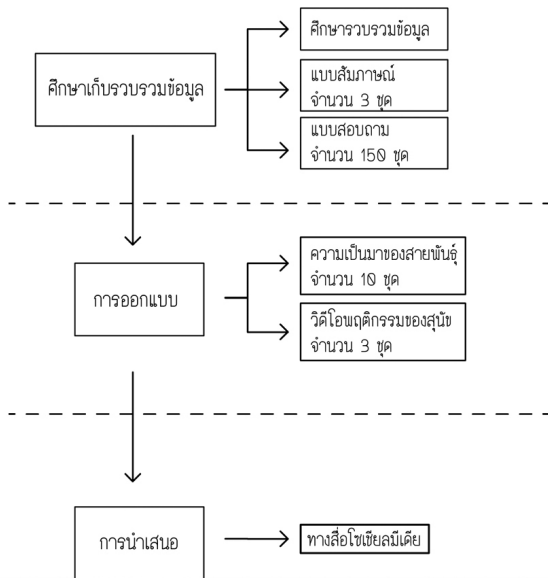 ศึกษารวบรวมข้อมูล
ศึกษาเก็บรวบรวมข้อมูล
แบบสัมภาษณ์
จำนวน 3 ชุด
แบบสอบถาม
จำนวน 150 ชุด
ความเป็นมาของสายพันธุ์
จำนวน 10 ชุด
การออกแบบ
วิดีโอพฤติกรรมของสุนัข
จำนวน 3 ชุด
การนำเสนอ
ทางสื่อโซเชียลมีเดีย